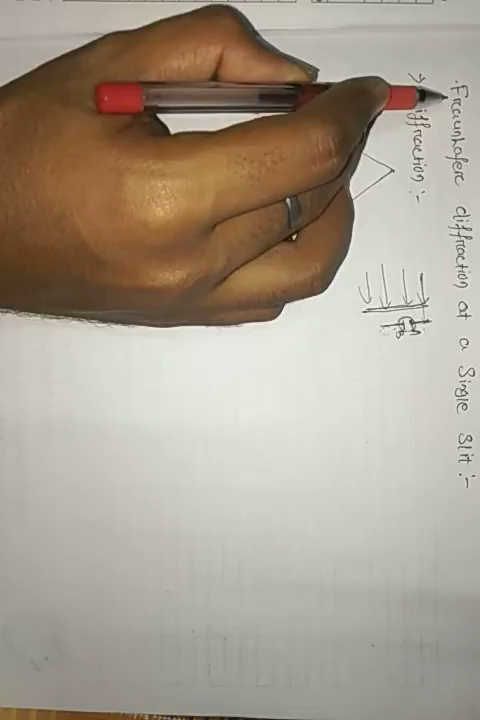 Fraunhofer diffraction at a single slit :-
→ Diffraction :-